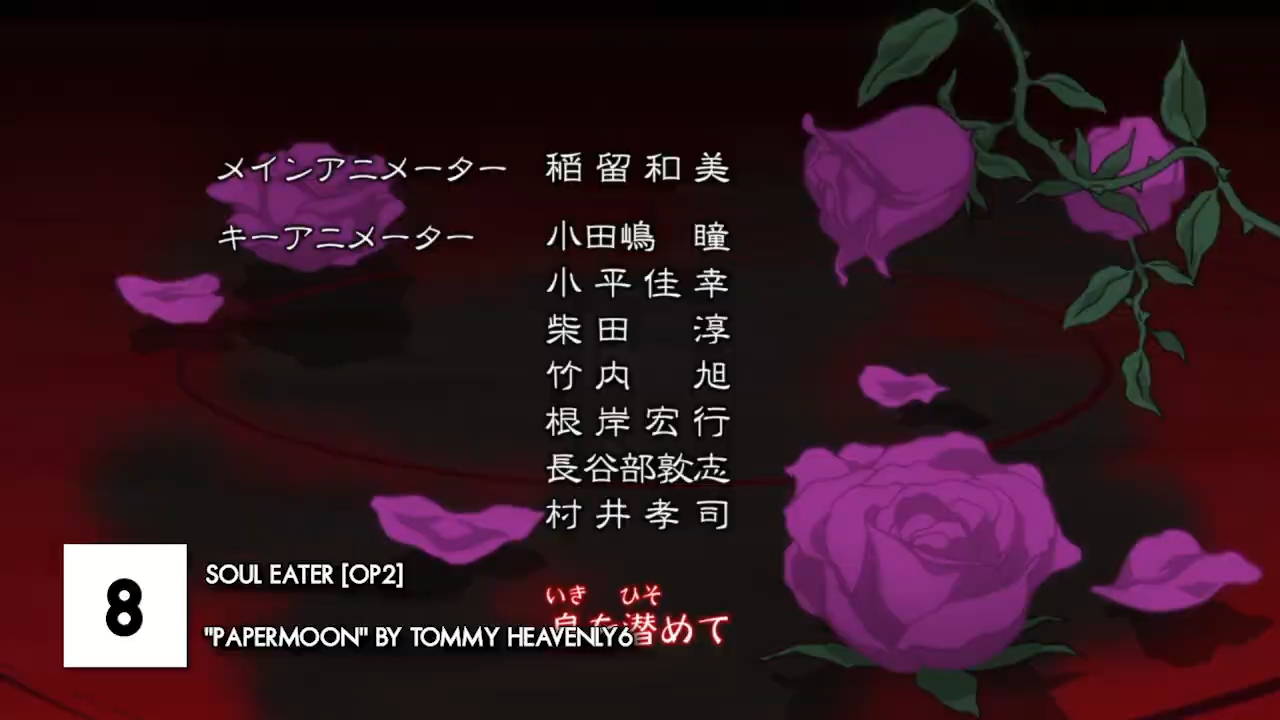 メインアニメーター 稲留和美
キーアニメーター 小田嶋 瞳
小平佳幸
柴田 淳
竹内 旭
根岸宏行
長谷部敦志
村井孝司
8
SOUL EATER [OP2]
いき ひそ
息を潜めて
"PAPERMOON" BY TOMMY HEAVENLY6